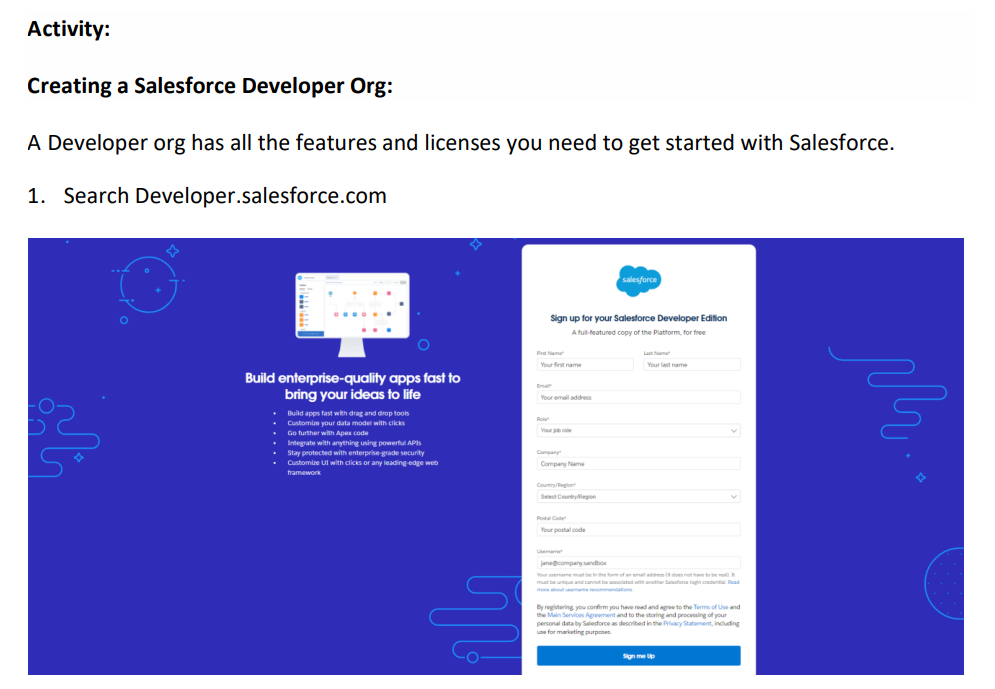 Activity:
Creating a Salesforce Developer Org:
A Developer org has all the features and licenses you need to get started with Salesforce.
1. Search Developer.salesforce.com
Build enterprise-quality apps fast to
bring your ideas to life
• Build apps fast with drag and drop tools
• Customize your data model with clicks
• Go further with Apex code
• Integrate with anything using powerful APIs
• Stay protected with enterprise-grade security
• Customize UI with clicks or any leading-edge web
framework
salesforce
Sign up for your Salesforce Developer Edition
A full-featured copy of the Platform, for free
First Name* Last Name*
Your first name Your last name
Email*
Your email address
Role*
Your job role
Company*
Company Name
Country/Region*
Select Country/Region
Postal Code*
Your postal code
Username*
jane@company.sandbox
Your username must be in the form of an email address (it does not have to be real). It
must be unique and cannot be associated with another Salesforce login credential. Read
more about username recommendations.
By registering, you confirm you have read and agree to the Terms of Use and
the Main Services Agreement and to the storing and processing of your
personal data by Salesforce as described in the Privacy Statement, including
use for marketing purposes.
Sign me Up